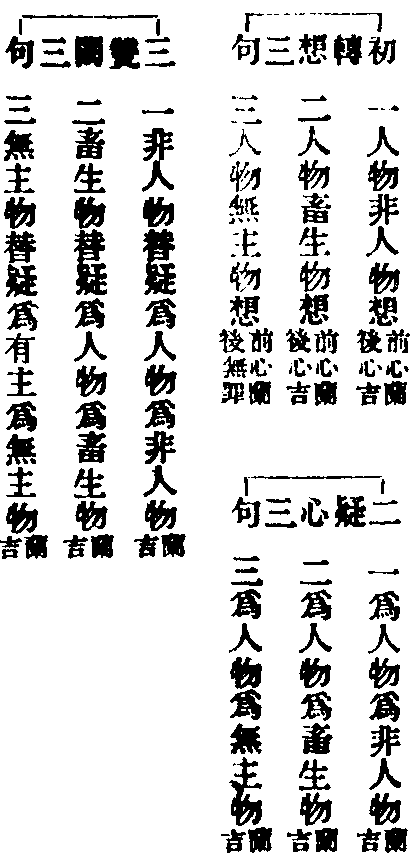 初轉想三句
一人物非人物想前心蘭後心吉
二人物畜生物想前心蘭後心吉
三人物無主物想前心蘭後無罪
二疑心三句
一爲人物爲非人物蘭吉
二爲人物爲畜生物蘭吉
三爲人物爲無主物蘭吉
三雙闕三句
一非人物替疑爲人物爲非人物蘭吉
二畜生物替疑爲人物爲畜生物蘭吉
三無主物替疑爲有主爲無主物蘭吉